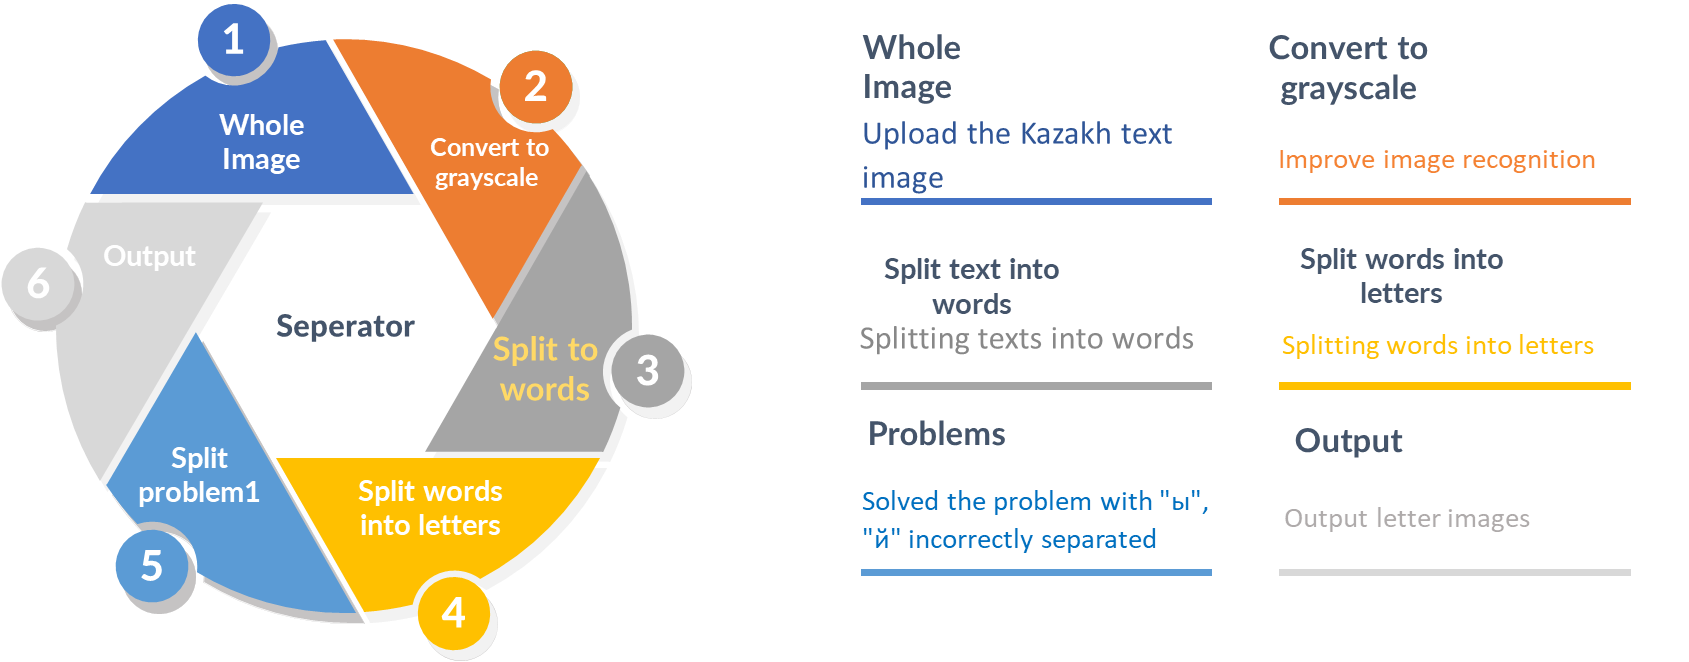 1
Whole
Image
2
Convert to
grayscale
Split to
words
3
Split words
into letters
4
Split
problem1
5
Output
6
Seperator
Whole
Image
Upload the Kazakh text
image
Convert to
grayscale
Improve image recognition
Split text into
words
Splitting texts into words
Split words into
letters
Splitting words into letters
Problems
Solved the problem with "ы",
"й" incorrectly separated
Output
Output letter images